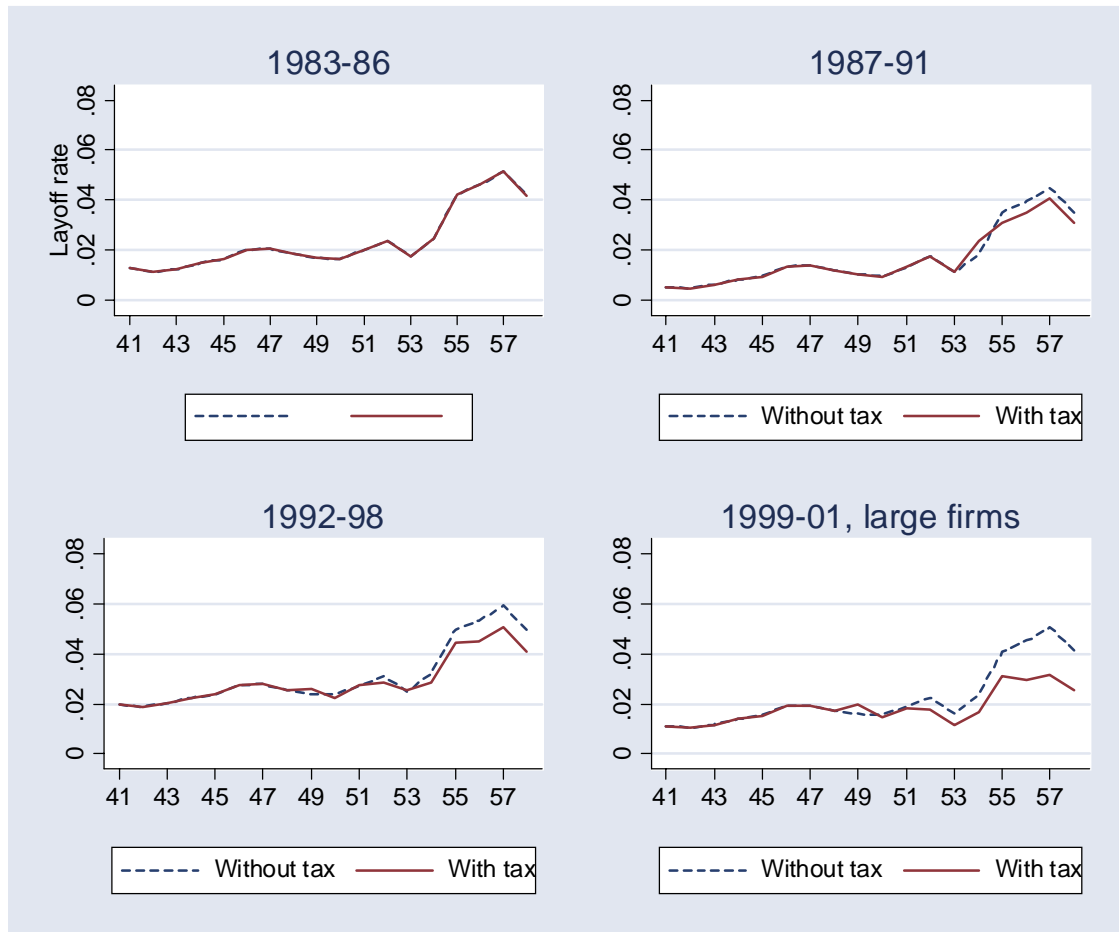 1983-86
Layoff rate
.08
.06
.04
.02
0
41 43 45 47 49 51 53 55 57
1987-91
.08
.06
.04
.02
0
41 43 45 47 49 51 53 55 57
Without tax With tax
1992-98
.08
.06
.04
.02
0
41 43 45 47 49 51 53 55 57
Without tax With tax
1999-01, large firms
.08
.06
.04
.02
0
41 43 45 47 49 51 53 55 57
Without tax With tax